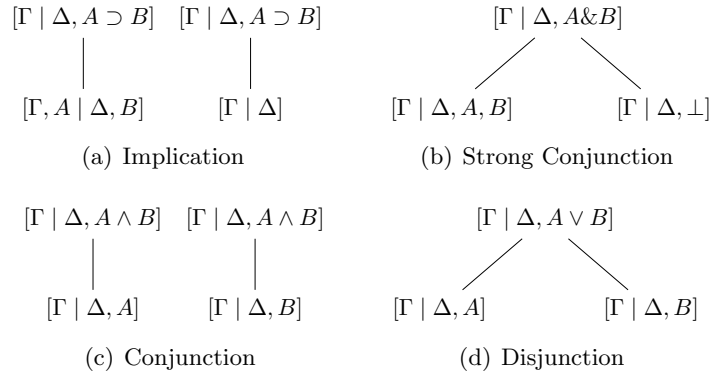 [Γ | Δ, A ⊃ B] [Γ | Δ, A ⊃ B] [Γ | Δ, A&B]
[Γ, A | Δ, B] [Γ | Δ] [Γ | Δ, A, B] [Γ | Δ, ⊥]
(a) Implication (b) Strong Conjunction
[Γ | Δ, A ∧ B] [Γ | Δ, A ∧ B] [Γ | Δ, A ∨ B]
[Γ | Δ, A] [Γ | Δ, B] [Γ | Δ, A] [Γ | Δ, B]
(c) Conjunction (d) Disjunction